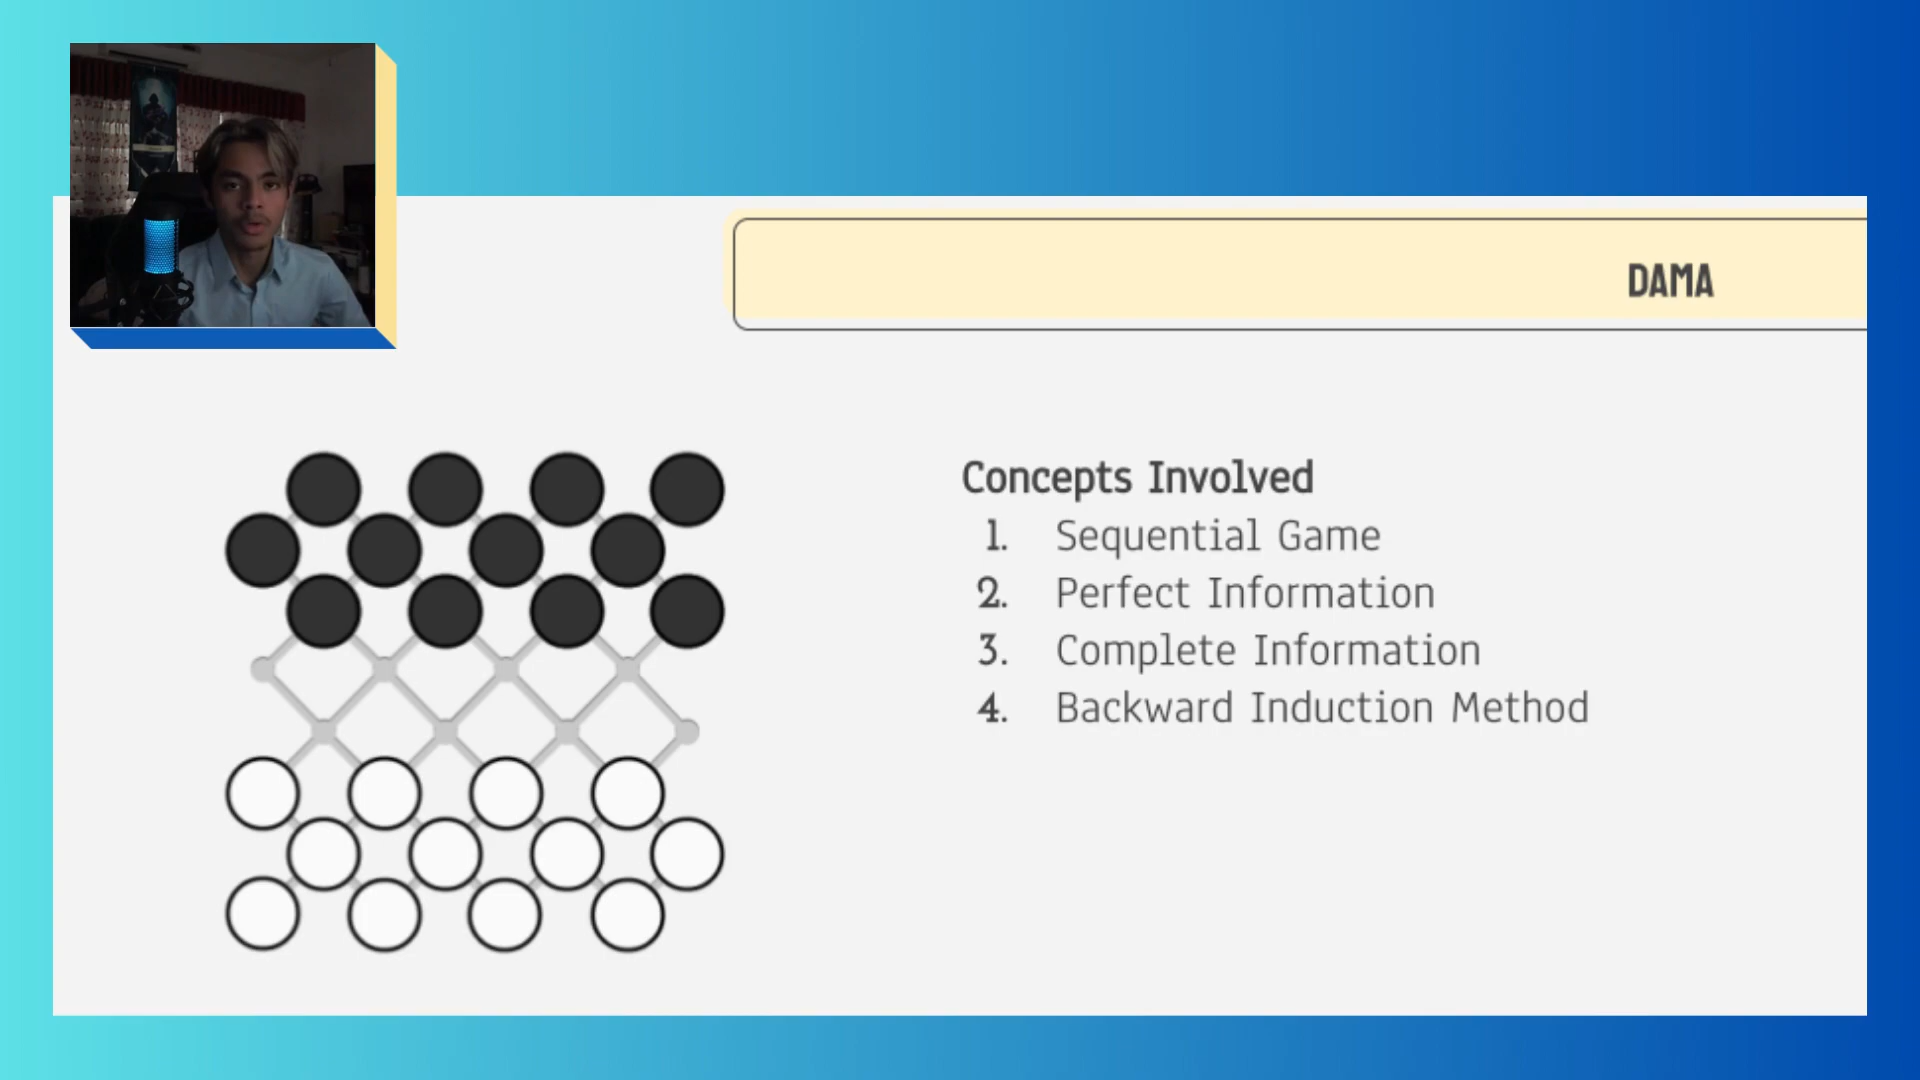 DAMA
Concepts Involved
1. Sequential Game
2. Perfect Information
3. Complete Information
4. Backward Induction Method